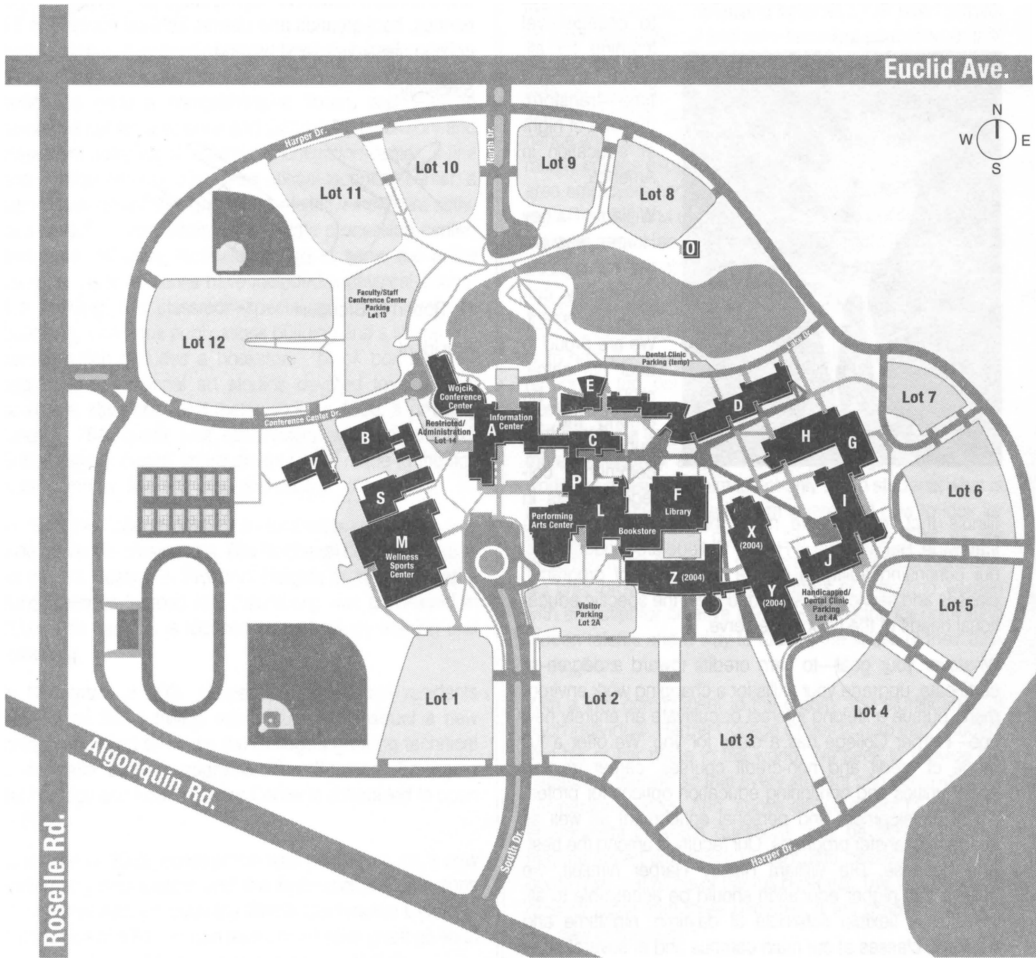 Euclid Ave.
N
W E
S
Harper Dr.
North Dr.
Lot 10
Lot 9
Lot 11
Lot 8
O
Faculty/Staff
Conference Center
Parking
Lot 13
Lot 12
Lake Dr.
Dental Clinic
Parking (temp)
Conference Center Dr.
Wojcik
Conference
Center
E
Lot 7
D
Restricted/
Administration
Lot 14
Information
Center
A
B
C
H
G
V
P
S
F
Library
I
Lot 6
L
Performing
Arts Center
Bookstore
X
(2004)
M
Wellness
Sports
Center
J
Z (2004)
Y
(2004)
Handicapped/
Dental Clinic
Parking
Lot 4A
Visitor
Parking
Lot 2A
Lot 5
Lot 1
Lot 2
Lot 4
Lot 3
Algonquin Rd.
Roselle Rd.
South Dr.
Harper Dr.